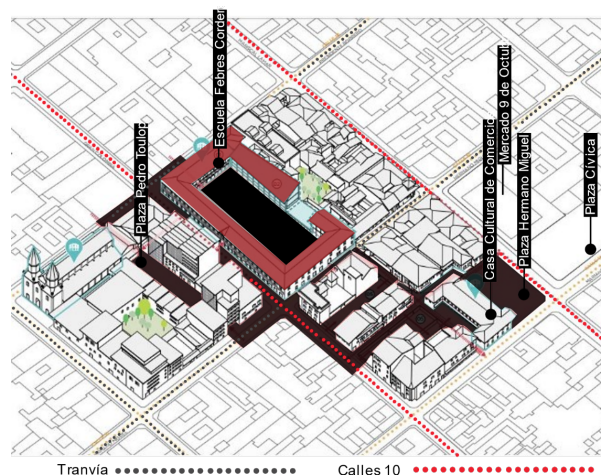 Escuela Febres Corder
Plaza Pedro Toulop
Casa Cultural de Comercio
Mercado 9 de Octub
Plaza Hermano Miguel
Plaza Cívica
Tranvía
Calles 10